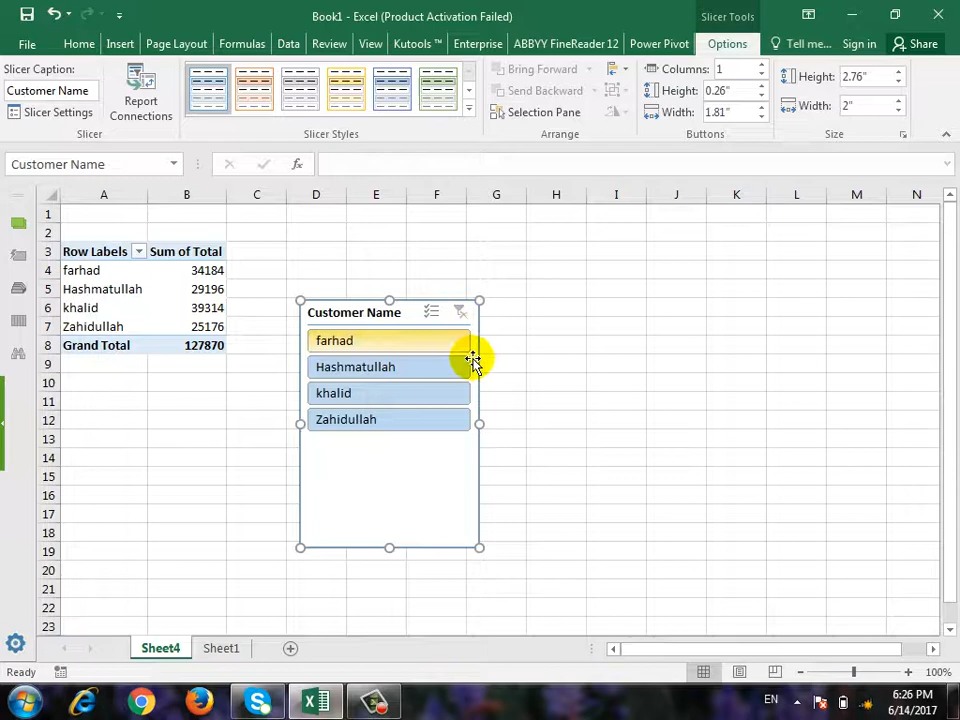 Book1 - Excel (Product Activation Failed)
Slicer Tools
File Home Insert Page Layout Formulas Data Review View Kutools ™ Enterprise ABBYY FineReader 12 Power Pivot Options Tell me... Sign in Share
Slicer Caption:
Customer Name
Slicer Settings
Report
Connections
Bring Forward
Send Backward
Selection Pane
Columns: 1
Height: 0.26"
Width: 1.81"
Height: 2.76"
Width: 2"
Slicer
Slicer Styles
Arrange
Buttons
Size
Customer Name
fx
A B C D E F G H I J K L M N
1
2
3 Row Labels Sum of Total
4 farhad 34184
5 Hashmatullah 29196
6 khalid 39314
7 Zahidullah 25176
8 Grand Total 127870
9
10
11
12
13
14
15
16
17
18
19
20
21
22
23
Customer Name
farhad
Hashmatullah
khalid
Zahidullah
Sheet4 Sheet1
Ready
100%
EN
6:26 PM
6/14/2017